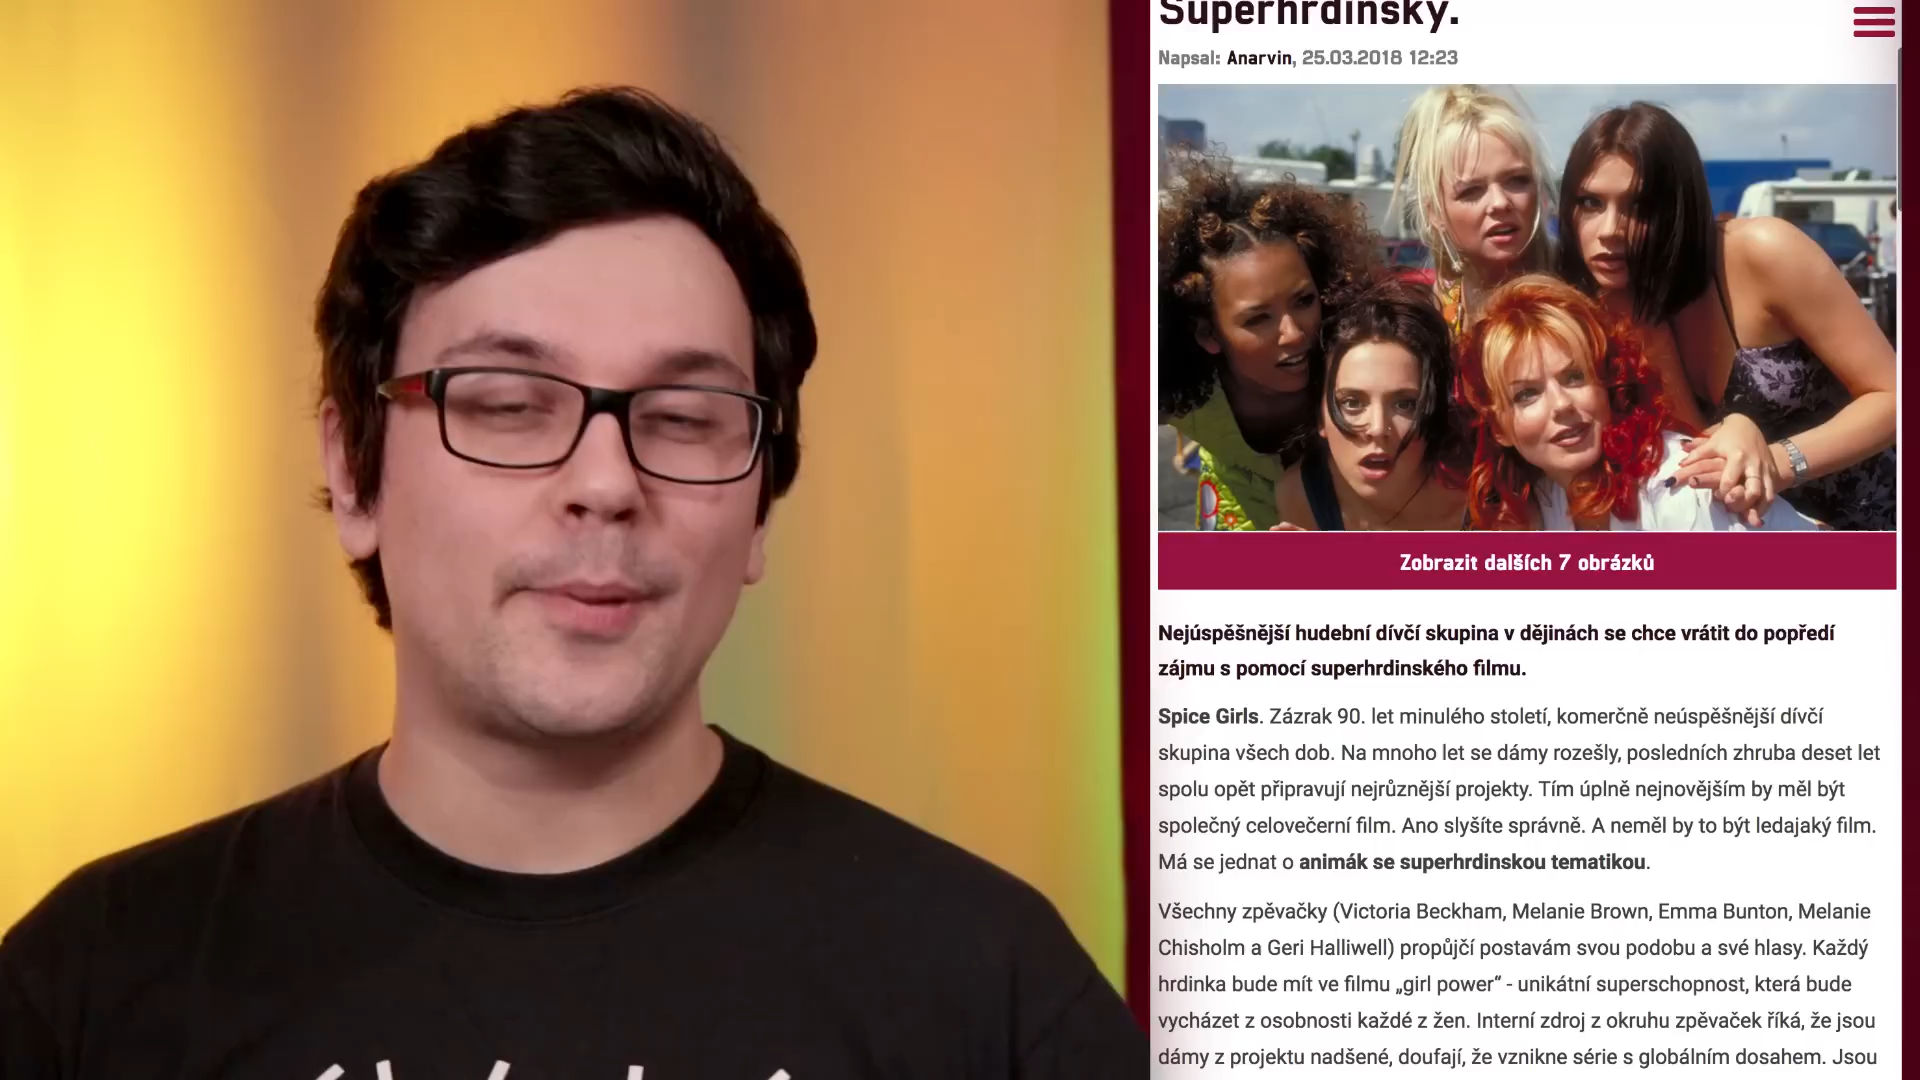 Superhrdinský.
Napsal: Anarvin, 25.03.2018 12:23
Zobrazit dalších 7 obrázků
Nejúspěšnější hudební dívčí skupina v dějinách se chce vrátit do popředí
zájmu s pomocí superhrdinského filmu.
Spice Girls. Zázrak 90. let minulého století, komerčně neúspěšnější dívčí
skupina všech dob. Na mnoho let se dámy rozešly, posledních zhruba deset let
spolu opět připravují nejrůznější projekty. Tím úplně nejnovějším by měl být
společný celovečerní film. Ano slyšíte správně. A neměl by to být ledajaký film.
Má se jednat o animák se superhrdinskou tematikou.
Všechny zpěvačky (Victoria Beckham, Melanie Brown, Emma Bunton, Melanie
Chisholm a Geri Halliwell) propůjčí postavám svou podobu a své hlasy. Každý
hrdinka bude mít ve filmu „girl power“ - unikátní superschopnost, která bude
vycházet z osobnosti každé z žen. Interní zdroj z okruhu zpěvaček říká, že jsou
dámy z projektu nadšené, doufají, že vznikne série s globálním dosahem. Jsou